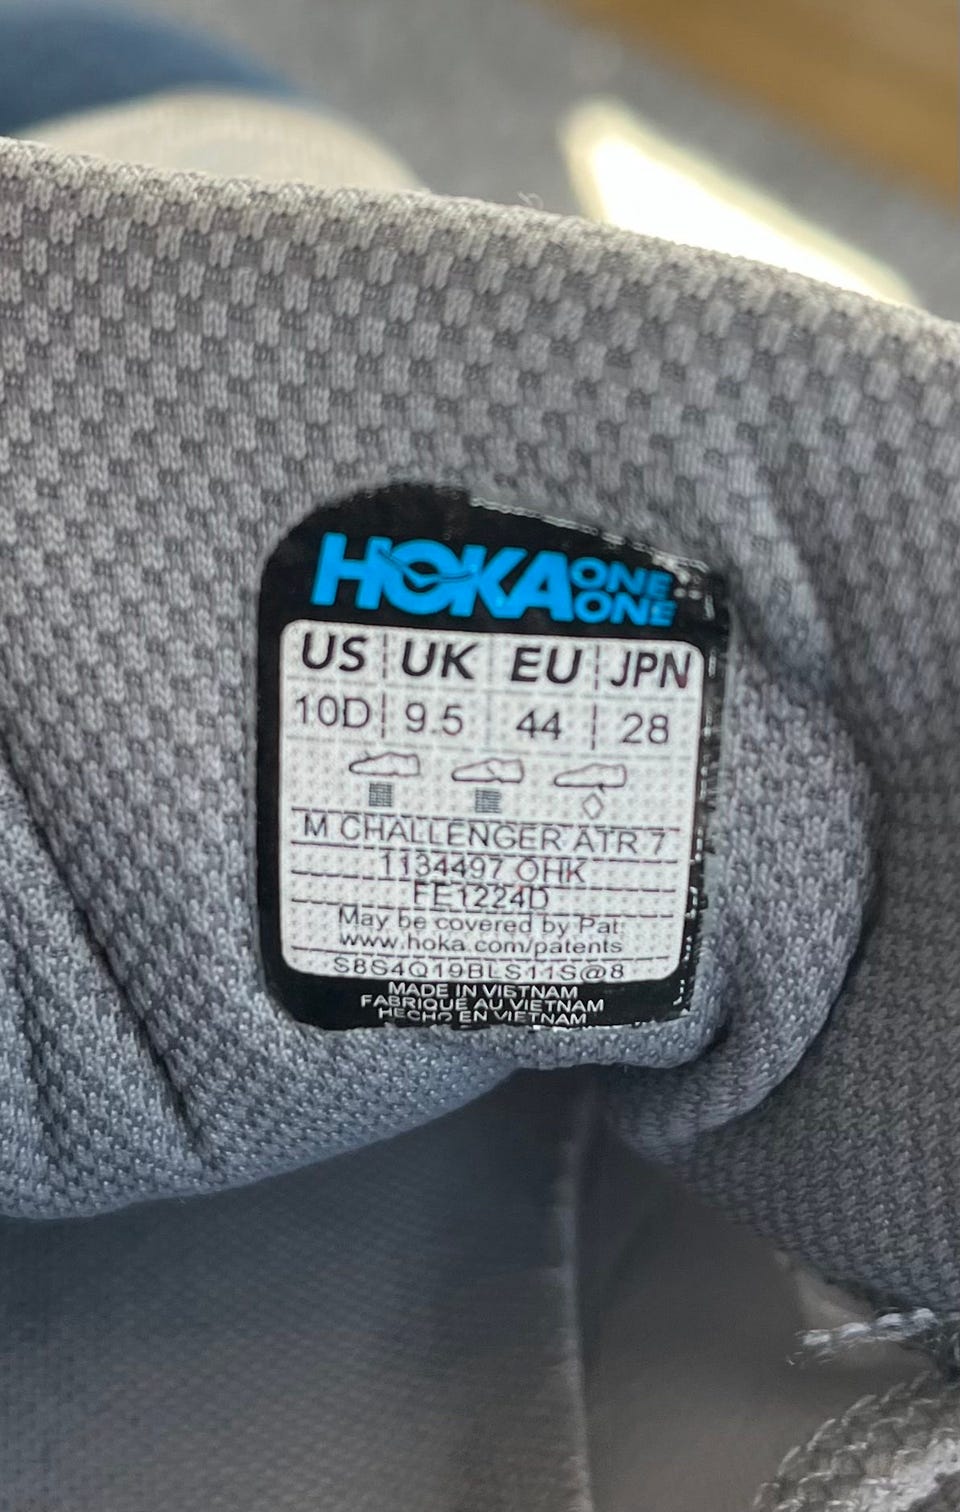 HOKA ONE ONE
US UK EU JPN
10D 9.5 44 28
M CHALLENGER ATR 7
1134497 OHK
FE1224D
May be covered by Pat:
www.hoka.com/patents
S8S4Q19BLS11S@8
MADE IN VIETNAM
FABRIQUÉ AU VIETNAM
HECHO EN VIETNAM